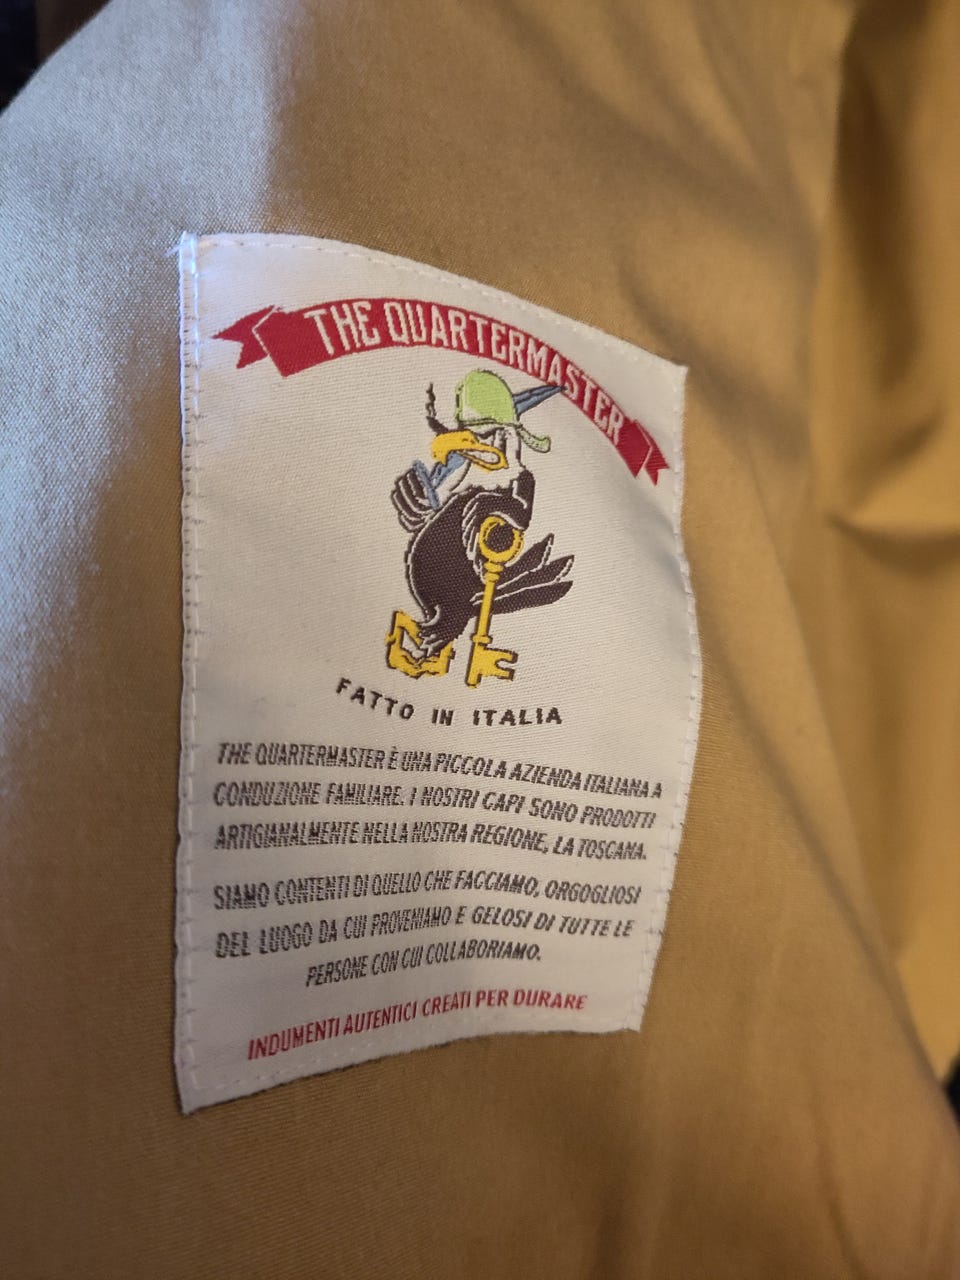 THE QUARTERMASTER
FATTO IN ITALIA
THE QUARTERMASTER È UNA PICCOLA AZIENDA ITALIANA A
CONDUZIONE FAMILIARE. I NOSTRI CAPI SONO PRODOTTI
ARTIGIANALMENTE NELLA NOSTRA REGIONE, LA TOSCANA.
SIAMO CONTENTI DI QUELLO CHE FACCIAMO, ORGOGLIOSI
DEL LUOGO DA CUI PROVENIAMO E GELOSI DI TUTTE LE
PERSONE CON CUI COLLABORIAMO.
INDUMENTI AUTENTICI CREATI PER DURARE